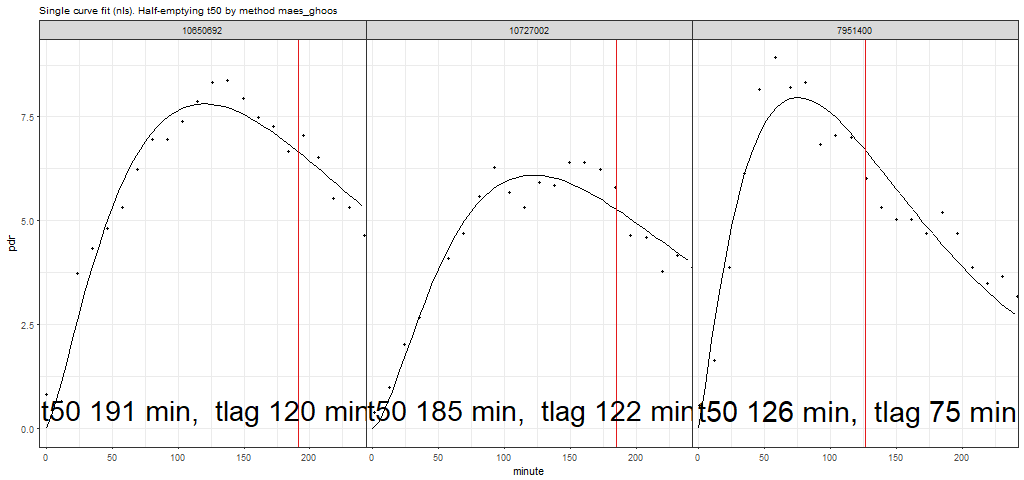 Single curve fit (nls). Half-emptying t50 by method maes_ghoos
10650692 10727002 7951400
pdr
7.5
5.0
2.5
0.0
t50 191 min, tlag 120 min t50 185 min, tlag 122 min t50 126 min, tlag 75 min
0 50 100 150 200 0 50 100 150 200 0 50 100 150 200
minute